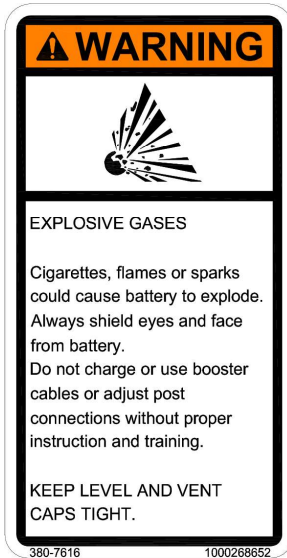 WARNING
EXPLOSIVE GASES
Cigarettes, flames or sparks
could cause battery to explode.
Always shield eyes and face
from battery.
Do not charge or use booster
cables or adjust post
connections without proper
instruction and training.
KEEP LEVEL AND VENT
CAPS TIGHT.
380-7616 1000268652